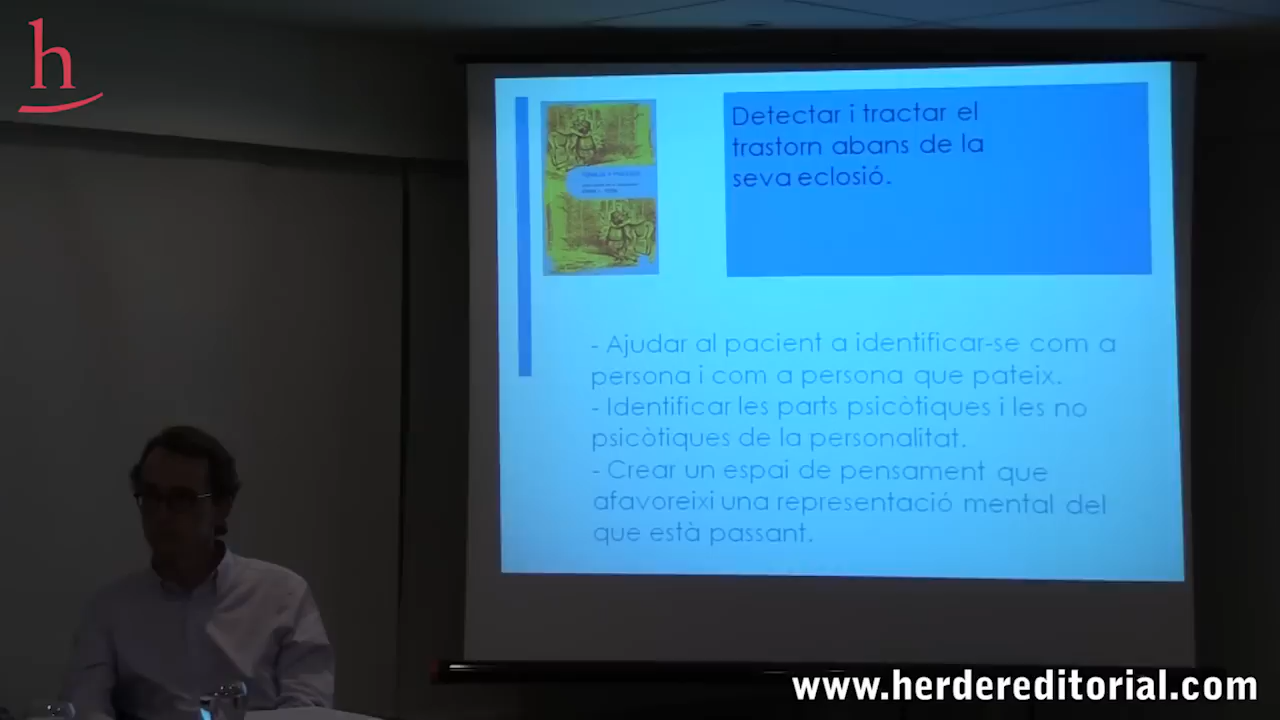 h
Detectar i tractar el
trastorn abans de la
seva eclosió.
- Ajudar al pacient a identificar-se com a
persona i com a persona que pateix.
- Identificar les parts psicòtiques i les no
psicòtiques de la personalitat.
- Crear un espai de pensament que
afavoreixi una representació mental del
que està passant.
www.herdereditorial.com